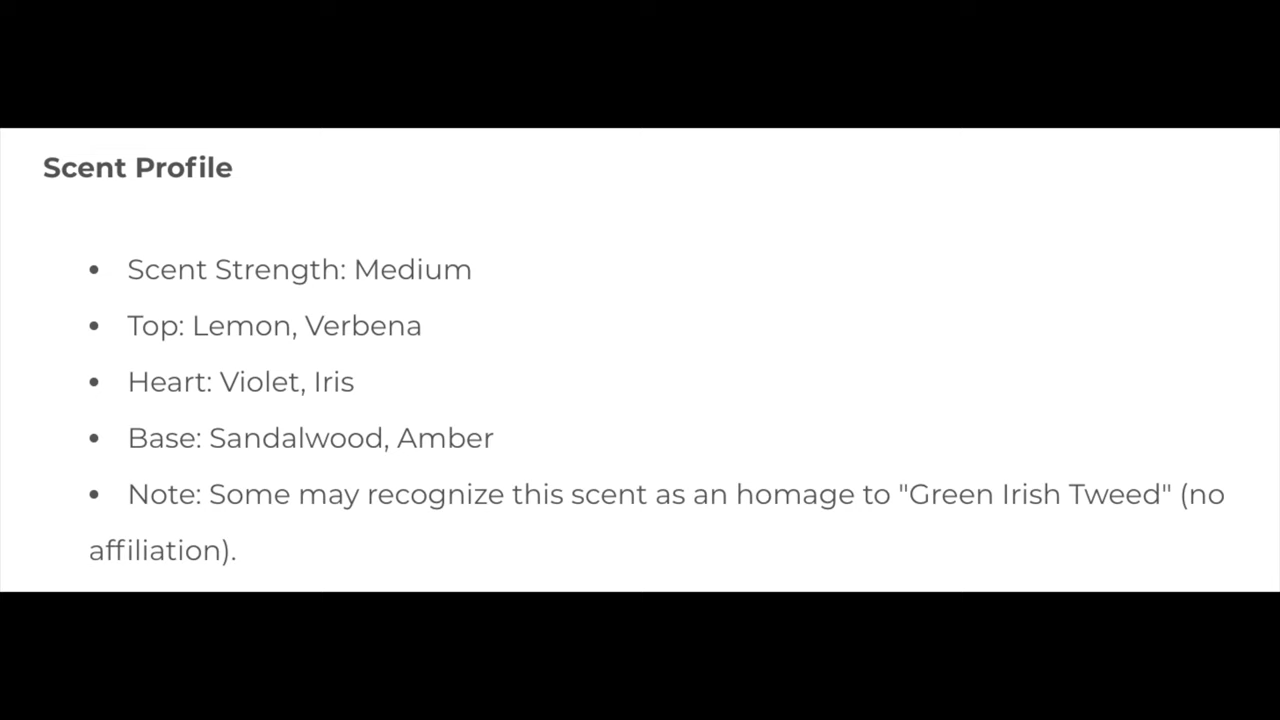 Scent Profile
• Scent Strength: Medium
• Top: Lemon, Verbena
• Heart: Violet, Iris
• Base: Sandalwood, Amber
• Note: Some may recognize this scent as an homage to "Green Irish Tweed" (no
affiliation).